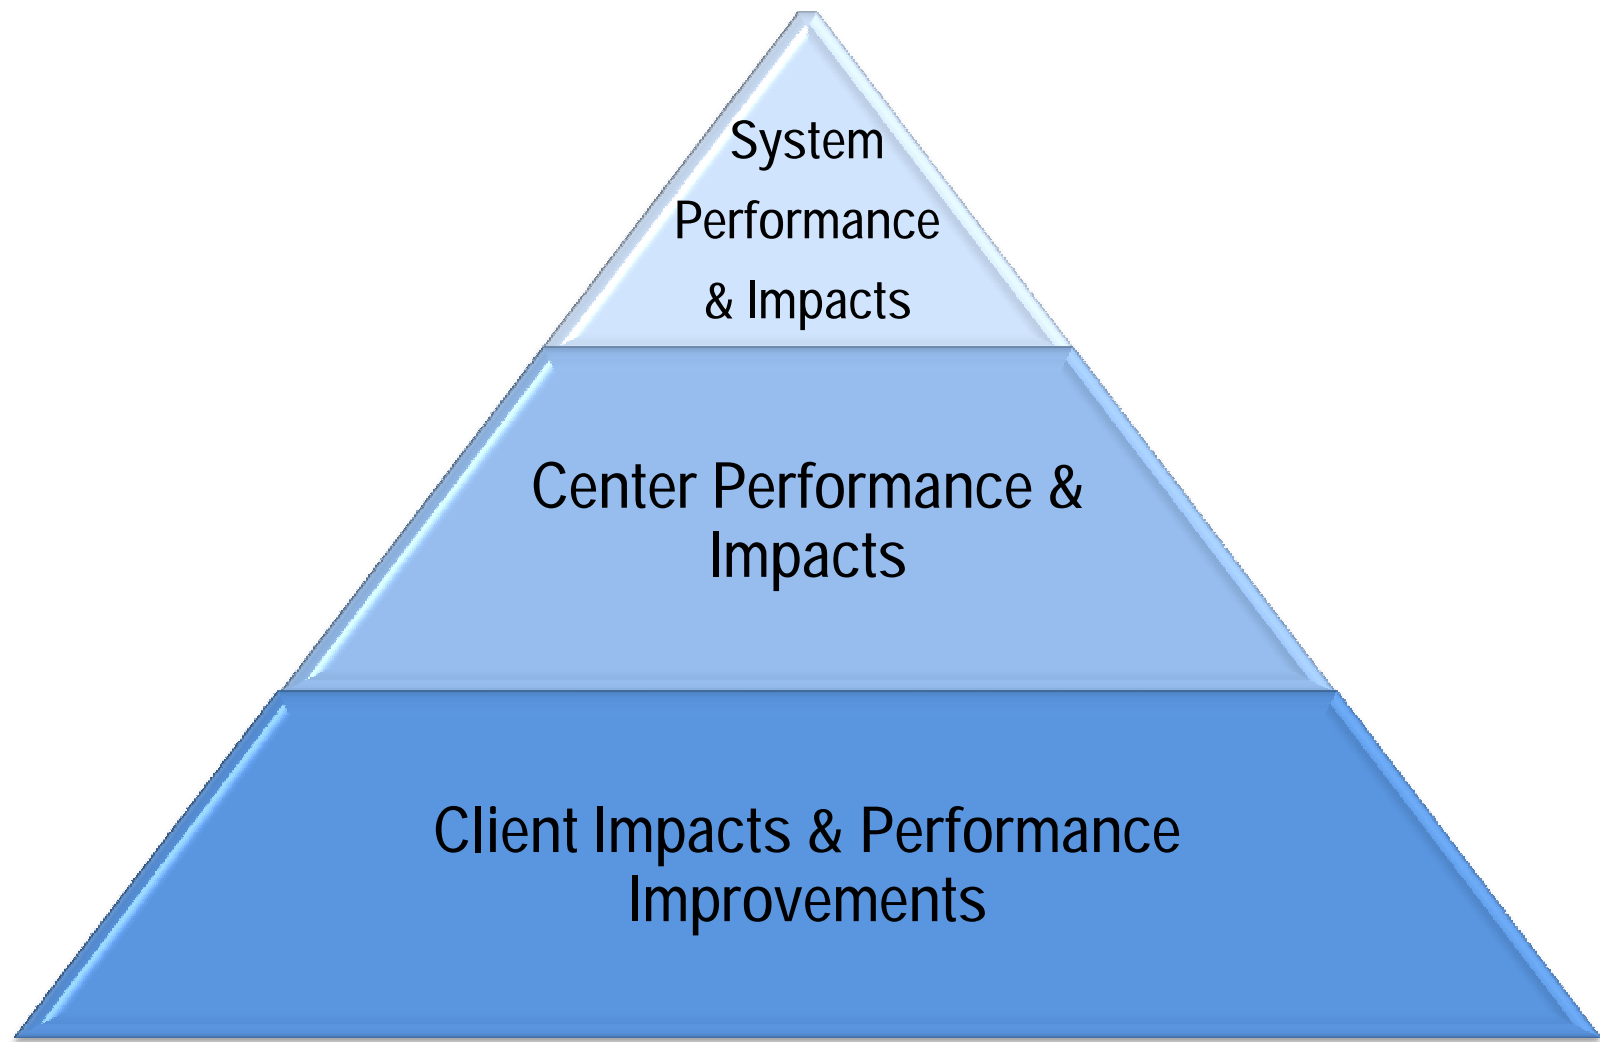 System
Performance
& Impacts
Center Performance &
Impacts
Client Impacts & Performance
Improvements